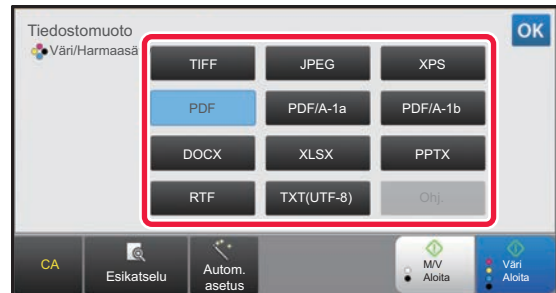 Tiedostomuoto
OK
Väri/Harmaasä
TIFF
JPEG
XPS
PDF
PDF/A-1a
PDF/A-1b
DOCX
XLSX
PPTX
RTF
TXT(UTF-8)
Ohj.
CA
Esikatselu
Autom.
asetus
M/V
Aloita
Väri
Aloita